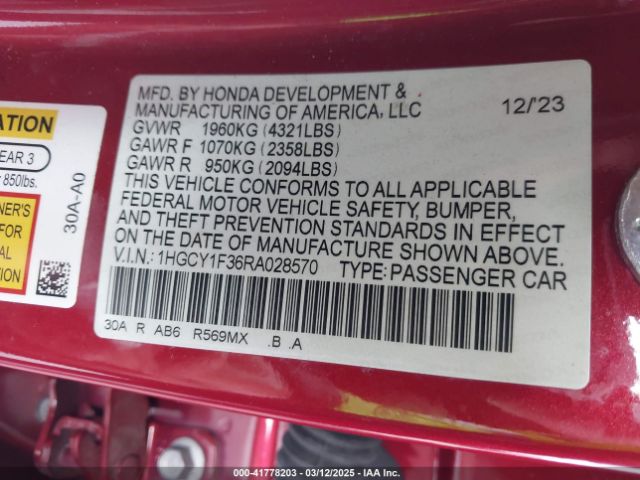 MFD. BY HONDA DEVELOPMENT &
MANUFACTURING OF AMERICA, LLC 12/23
GVWR 1960KG (4321LBS)
GAWR F 1070KG (2358LBS)
GAWR R 950KG (2094LBS)
THIS VEHICLE CONFORMS TO ALL APPLICABLE
FEDERAL MOTOR VEHICLE SAFETY, BUMPER,
AND THEFT PREVENTION STANDARDS IN EFFECT
ON THE DATE OF MANUFACTURE SHOWN ABOVE.
V.I.N.: 1HGCY1F36RA028570 TYPE: PASSENGER CAR
30A R AB6 R569MX .B .A
ATION
EAR 3
850lbs.
NER'S
FOR
AL
ION
30A-A0
000-41778203 - 03/12/2025 - IAA Inc.